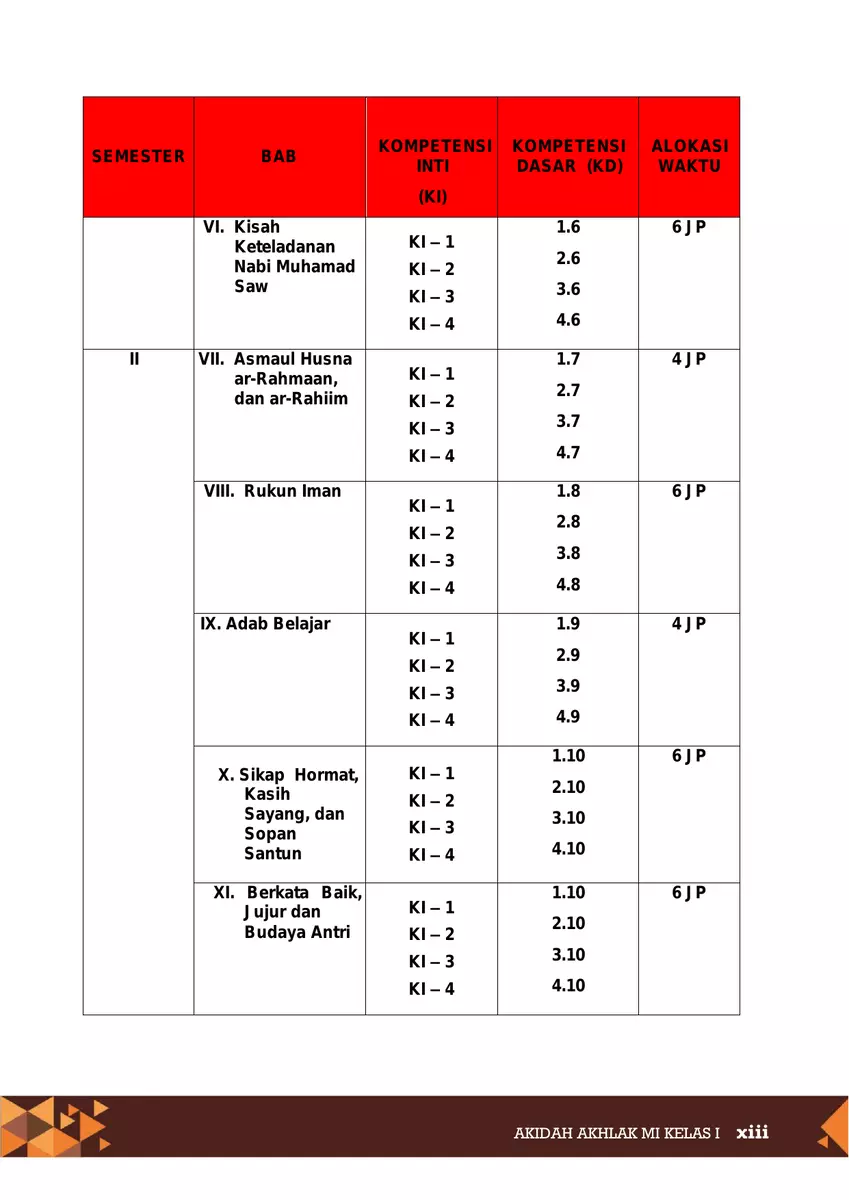 SEMESTER BAB KOMPETENSI INTI (KI) KOMPETENSI DASAR (KD) ALOKASI WAKTU
VI. Kisah
Keteladanan
Nabi Muhamad
Saw
KI – 1
KI – 2
KI – 3
KI – 4
1.6
2.6
3.6
4.6
6 JP
II
VII. Asmaul Husna
ar-Rahmaan,
dan ar-Rahiim
KI – 1
KI – 2
KI – 3
KI – 4
1.7
2.7
3.7
4.7
4 JP
VIII. Rukun Iman
KI – 1
KI – 2
KI – 3
KI – 4
1.8
2.8
3.8
4.8
6 JP
IX. Adab Belajar
KI – 1
KI – 2
KI – 3
KI – 4
1.9
2.9
3.9
4.9
4 JP
X. Sikap Hormat,
Kasih
Sayang, dan
Sopan
Santun
KI – 1
KI – 2
KI – 3
KI – 4
1.10
2.10
3.10
4.10
6 JP
XI. Berkata Baik,
Jujur dan
Budaya Antri
KI – 1
KI – 2
KI – 3
KI – 4
1.10
2.10
3.10
4.10
6 JP
AKIDAH AKHLAK MI KELAS I xiii